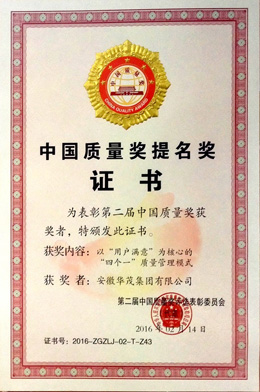 中国质量奖
CHINA QUALITY AWARD
中国质量奖提名奖
证书
为表彰第二届中国质量奖获
奖者，特颁发此证书。
获奖内容：以“用户满意”为核心的
“四个一”质量管理模式
获奖者：安徽华茂集团有限公司
第二届中国质量奖评选表彰委员会
2016年02月14日
证书号：2016-ZGZLJ-02-T-Z43